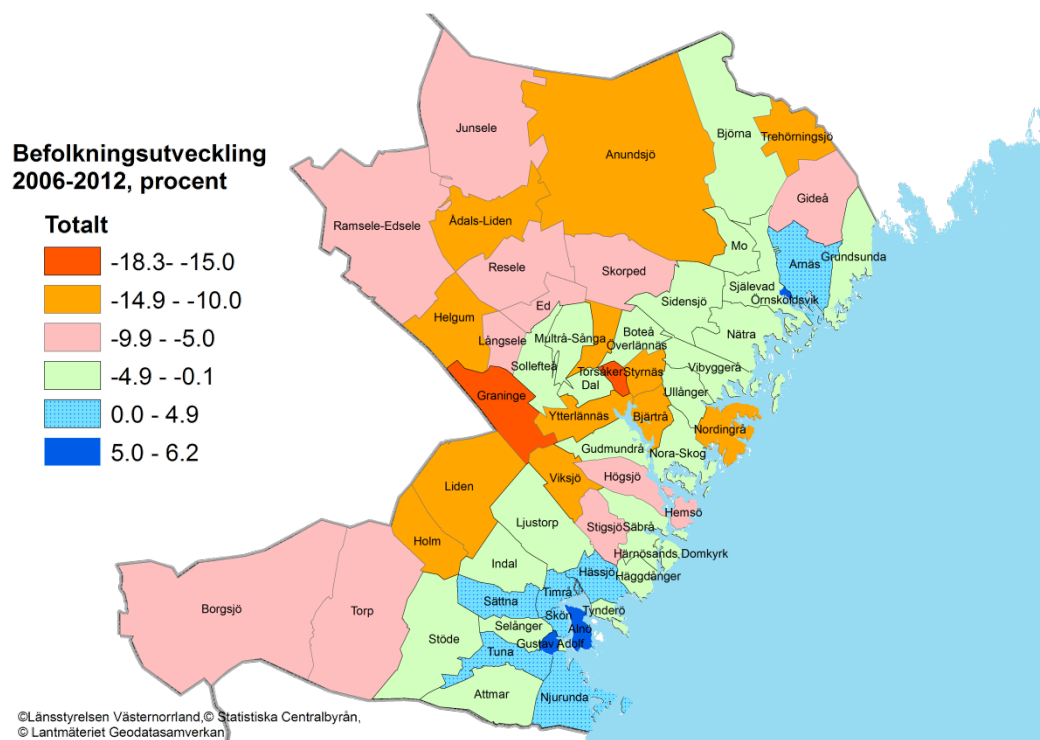 Befolkningsutveckling
2006-2012, procent
Totalt
-18.3- -15.0
-14.9 - -10.0
-9.9 - -5.0
-4.9 - -0.1
0.0 - 4.9
5.0 - 6.2
Junsele
Anundsjö
Björna
Trehörningsjö
Gideå
Ramsele-Edsele
Ådals-Liden
Mo
Arnäs
Grundsunda
Resele
Skorped
Själevad
Örnsköldsvik
Sidensjö
Ed
Helgum
Långsele
Multrå-Sånga
Boteå
Överlännäs
Nätra
Sollefteå
Vibyggerå
Torsåker
Styrnäs
Dal
Ullånger
Graninge
Ytterlännäs
Bjärtrå
Nordingrå
Gudmundrå
Nora-Skog
Liden
Viksjö
Högsjö
Hemsö
Ljustorp
Stigsjö
Säbrå
Holm
Indal
Härnösands Domkyrk
Hässjö
Häggdånger
Timrå
Sättna
Borgsjö
Torp
Skön
Tynderö
Selånger
Alnö
Stöde
Gustav Adolf
Tuna
Attmar
Njurunda
©Länsstyrelsen Västernorrland,© Statistiska Centralbyrån,
© Lantmäteriet Geodatasamverkan